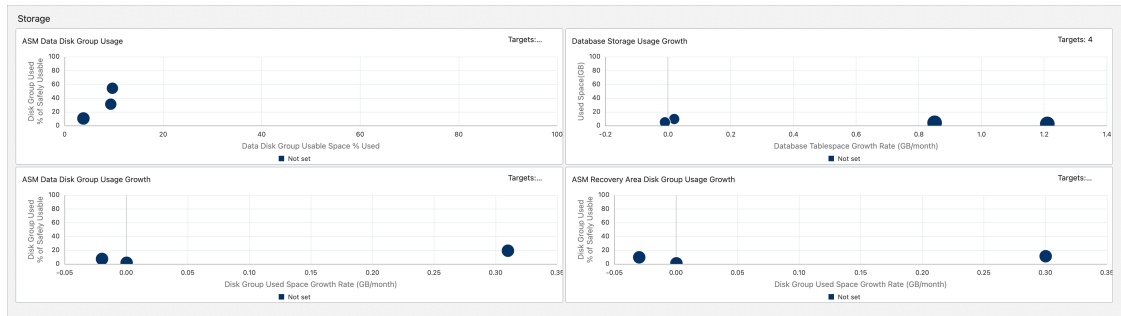 Storage
ASM Data Disk Group Usage
Targets:...
Disk Group Used
% of Safely Usable
100
80
60
40
20
0
0
20
40
60
80
100
Data Disk Group Usable Space % Used
Not set
Database Storage Usage Growth
Targets: 4
Used Space(GB)
100
80
60
40
20
0
-0.2
0.0
0.2
0.4
0.6
0.8
1.0
1.2
1.4
Database Tablespace Growth Rate (GB/month)
Not set
ASM Data Disk Group Usage Growth
Targets:...
Disk Group Used
% of Safely Usable
100
80
60
40
20
0
-0.05
0.00
0.05
0.10
0.15
0.20
0.25
0.30
0.35
Disk Group Used Space Growth Rate (GB/month)
Not set
ASM Recovery Area Disk Group Usage Growth
Targets:...
Disk Group Used
% of Safely Usable
100
80
60
40
20
0
-0.05
0.00
0.05
0.10
0.15
0.20
0.25
0.30
0.35
Disk Group Used Space Growth Rate (GB/month)
Not set